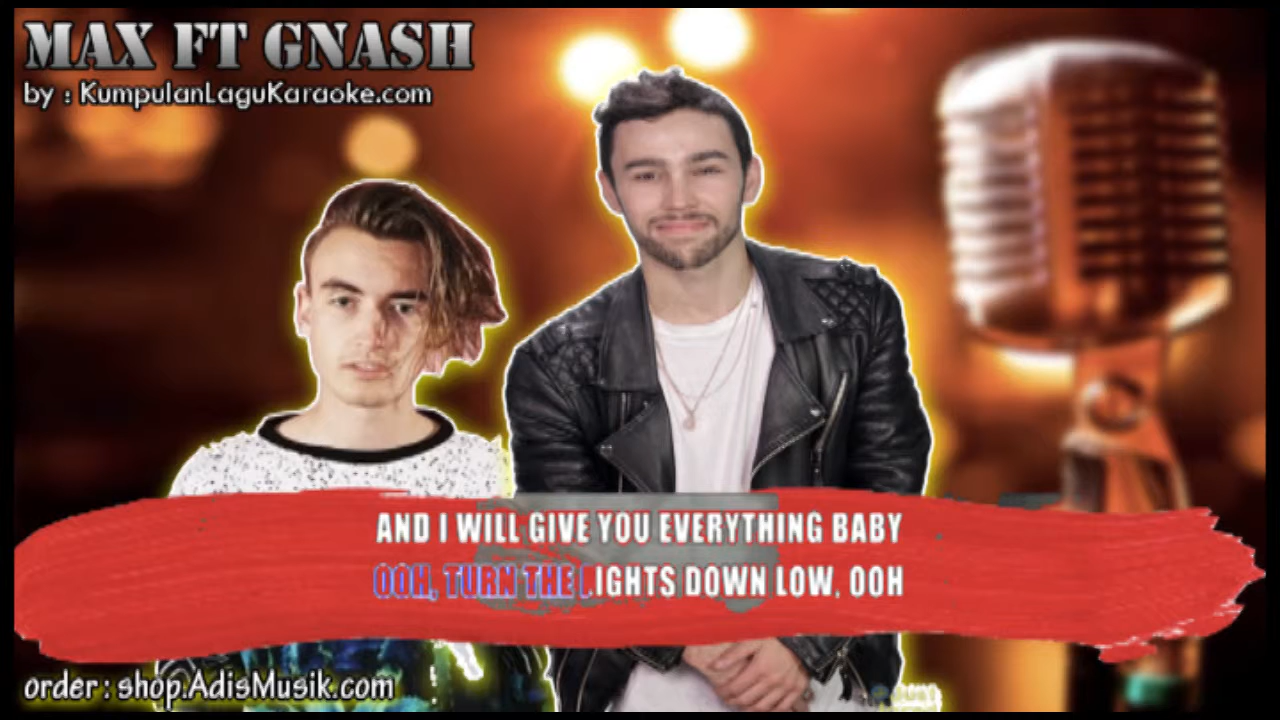 MAX FT GNASH
by : KumpulanLaguKaraoke.com
AND I WILL GIVE YOU EVERYTHING BABY
OOH, TURN THE LIGHTS DOWN LOW, OOH
order : shop.AdisMusik.com